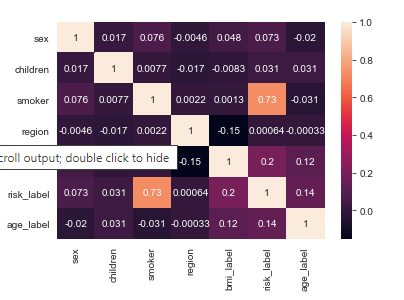 sex 1 0.017 0.076 -0.0046 0.048 0.073 -0.02
children 0.017 1 0.0077 -0.017 -0.0083 0.031 0.031
smoker 0.076 0.0077 1 0.0022 0.0013 0.73 -0.031
region -0.0046 -0.017 0.0022 1 -0.15 0.00064 -0.00033
croll output; double click to hide -0.15 1 0.2 0.12
risk_label 0.073 0.031 0.73 0.00064 0.2 1 0.14
age_label -0.02 0.031 -0.031 -0.00033 0.12 0.14 1
sex children smoker region bmi_label risk_label age_label
1.0
0.8
0.6
0.4
0.2
0.0